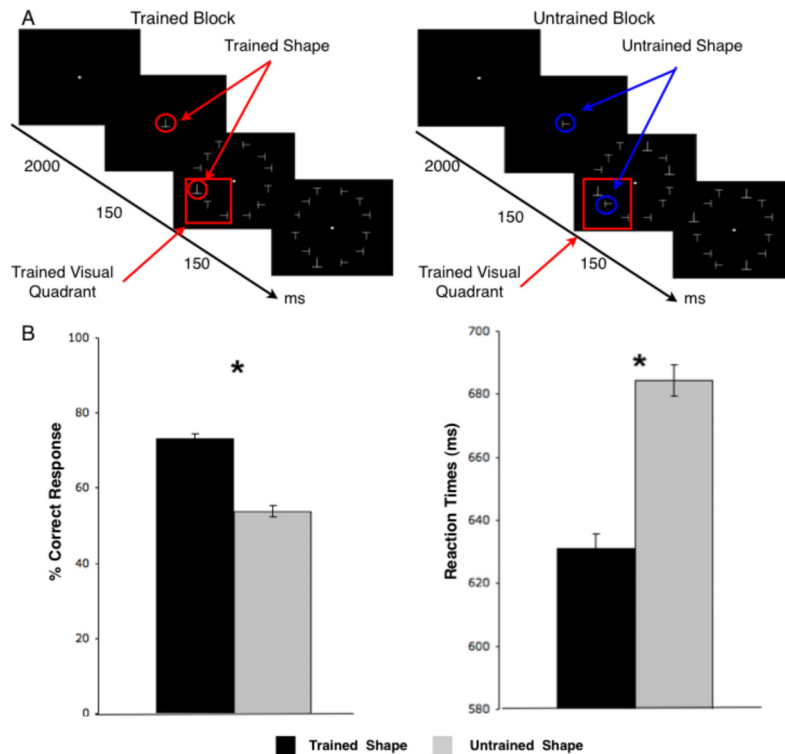 A
Trained Block
Untrained Block
Trained Shape
Untrained Shape
2000
150
150
ms
Trained Visual
Quadrant
2000
150
150
ms
Trained Visual
Quadrant
B
100
80
60
40
20
0
% Correct Response
*
700
680
660
640
620
600
580
Reaction Times (ms)
*
Trained Shape
Untrained Shape